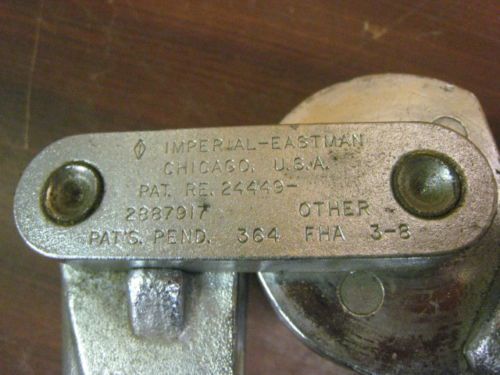 IMPERIAL-EASTMAN
CHICAGO, U.S.A.
PAT. RE. 24449-
2887917 OTHER
PAT'S. PEND. 364 FHA 3-8